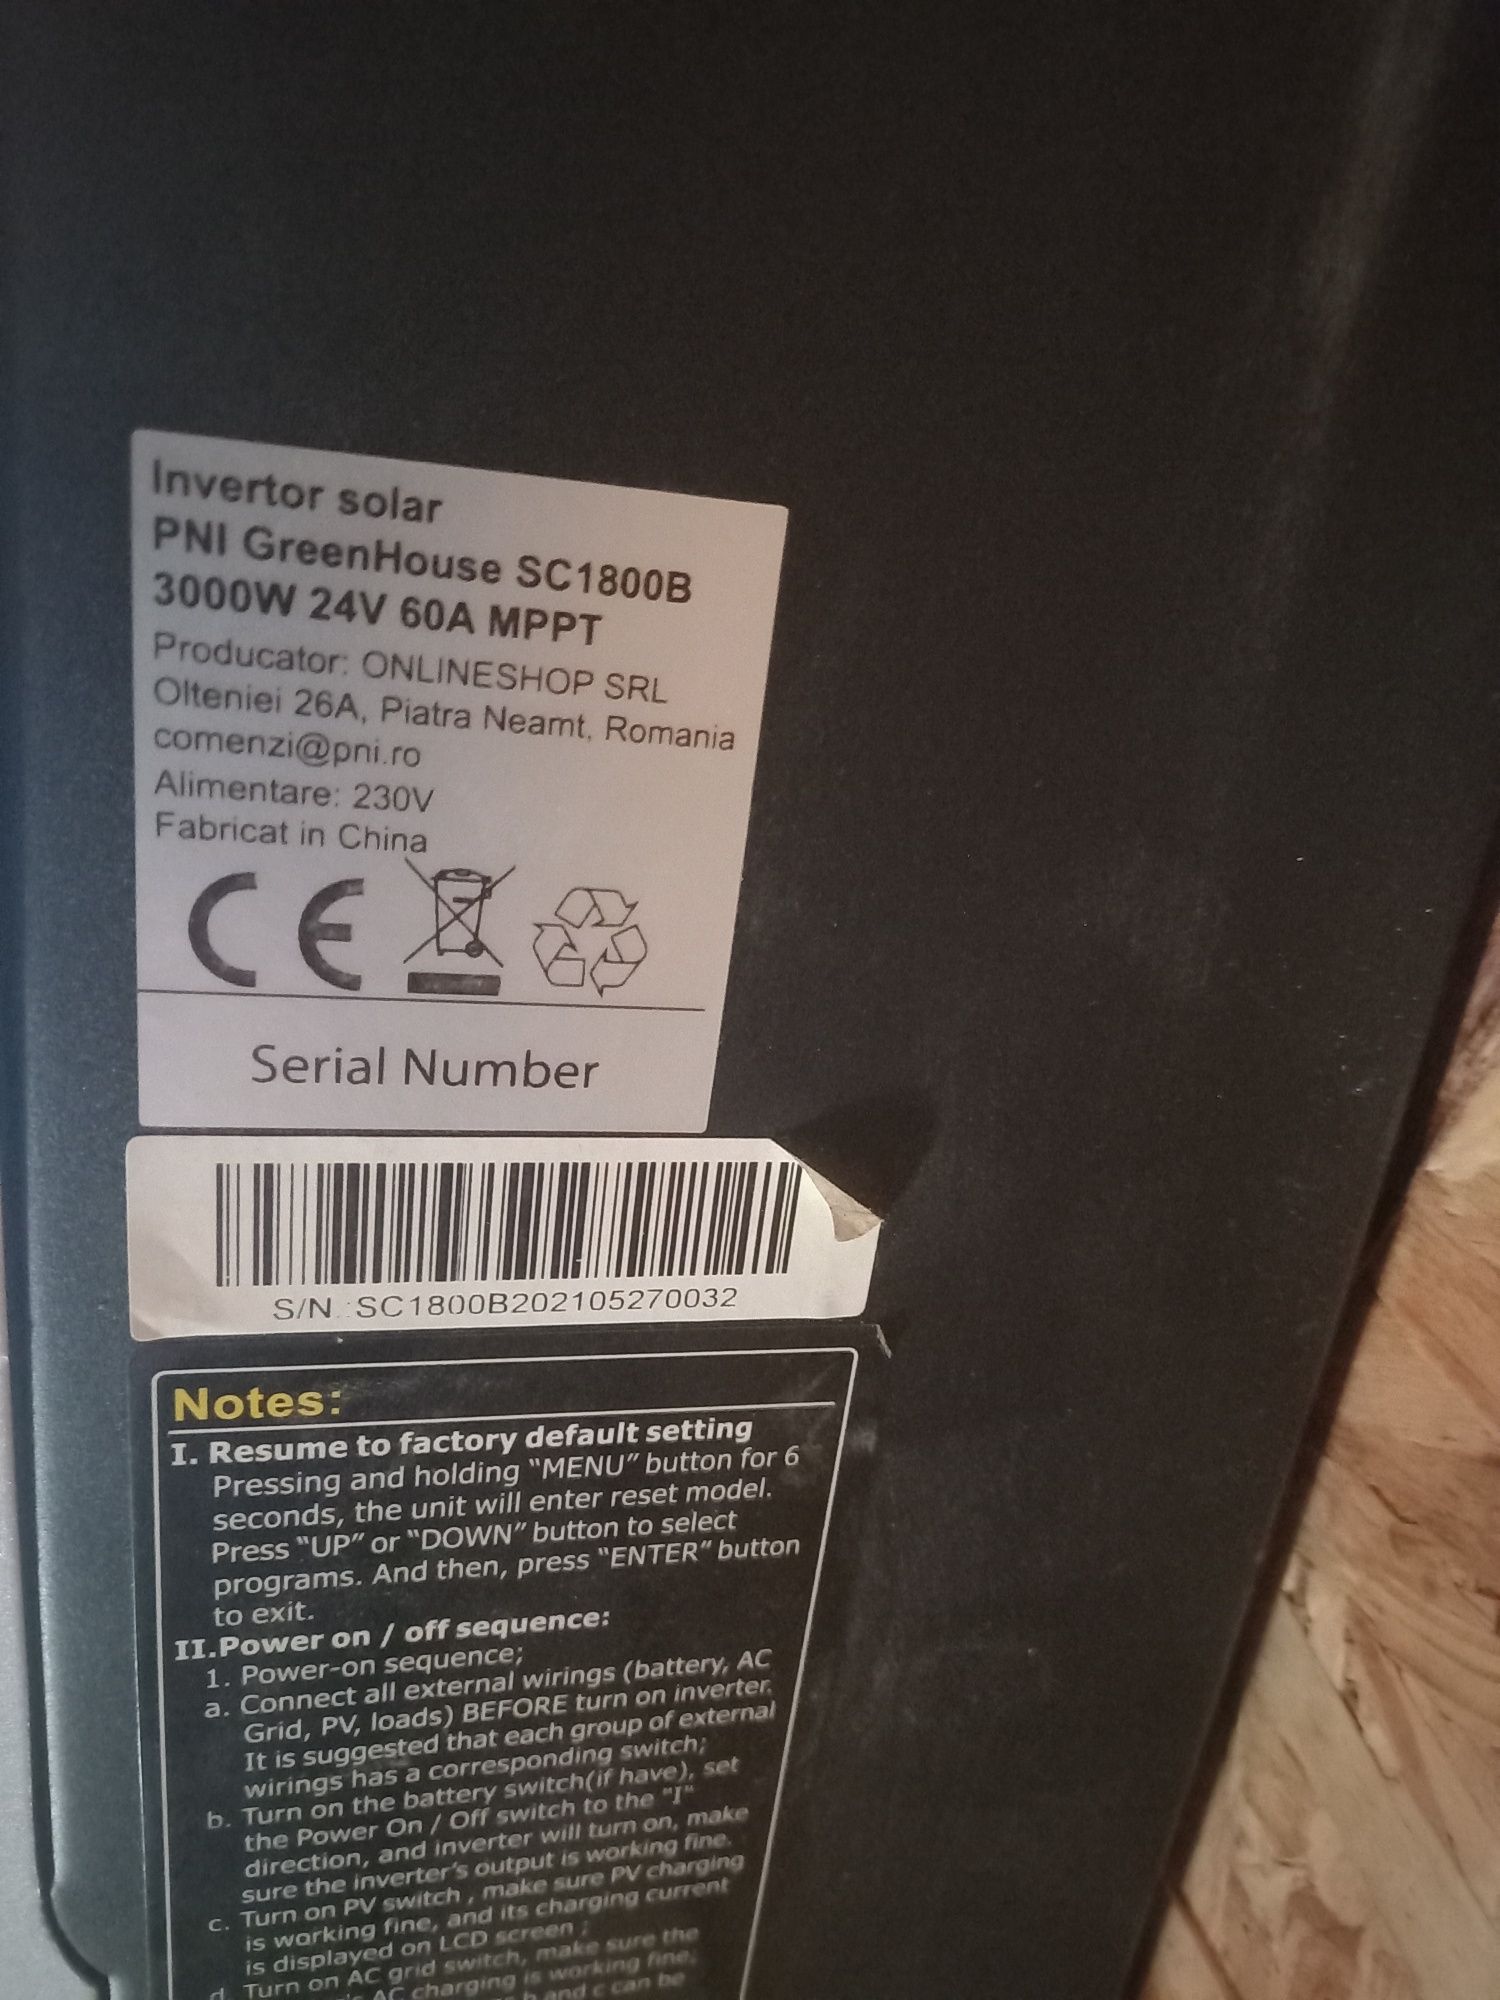 Invertor solar
PNI GreenHouse SC1800B
3000W 24V 60A MPPT
Producator: ONLINESHOP SRL
Olteniei 26A, Piatra Neamt, Romania
comenzi@pni.ro
Alimentare: 230V
Fabricat in China
CE
Serial Number
S/N.:SC1800B202105270032
Notes:
I. Resume to factory default setting
Pressing and holding "MENU" button for 6
seconds, the unit will enter reset model.
Press "UP" or "DOWN" button to select
programs. And then, press "ENTER" button
to exit.
II.Power on / off sequence:
1. Power-on sequence;
a. Connect all external wirings (battery, AC
Grid, PV, loads) BEFORE turn on inverter.
It is suggested that each group of external
wirings has a corresponding switch;
b. Turn on the battery switch(if have), set
the Power On / Off switch to the "I"
direction, and inverter will turn on, make
sure the inverter's output is working fine.
c. Turn on PV switch , make sure PV charging
is working fine, and its charging current
is displayed on LCD screen ;
d. Turn on AC grid switch, make sure the
AC charging is working fine.
b and c can be